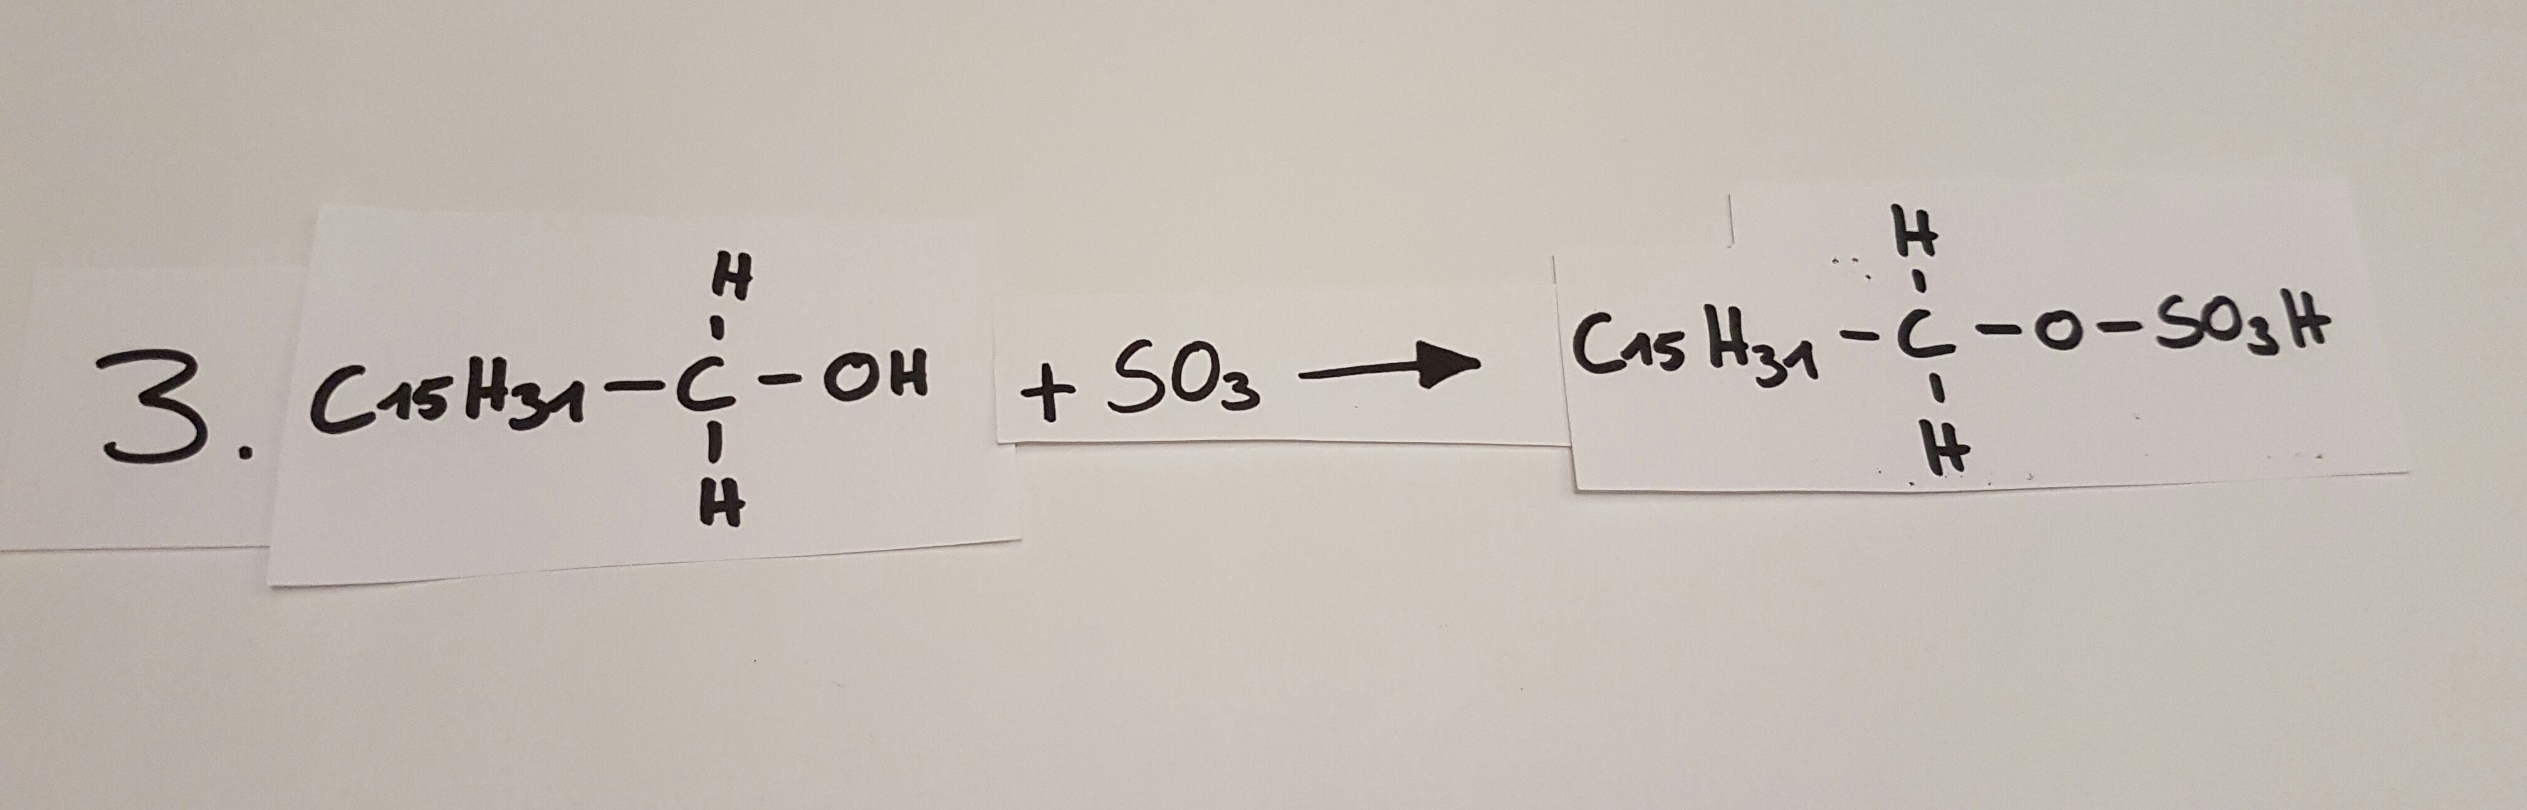 H H
3. C15H31-C-OH + SO3 → C15H31-C-O-SO3H
H H